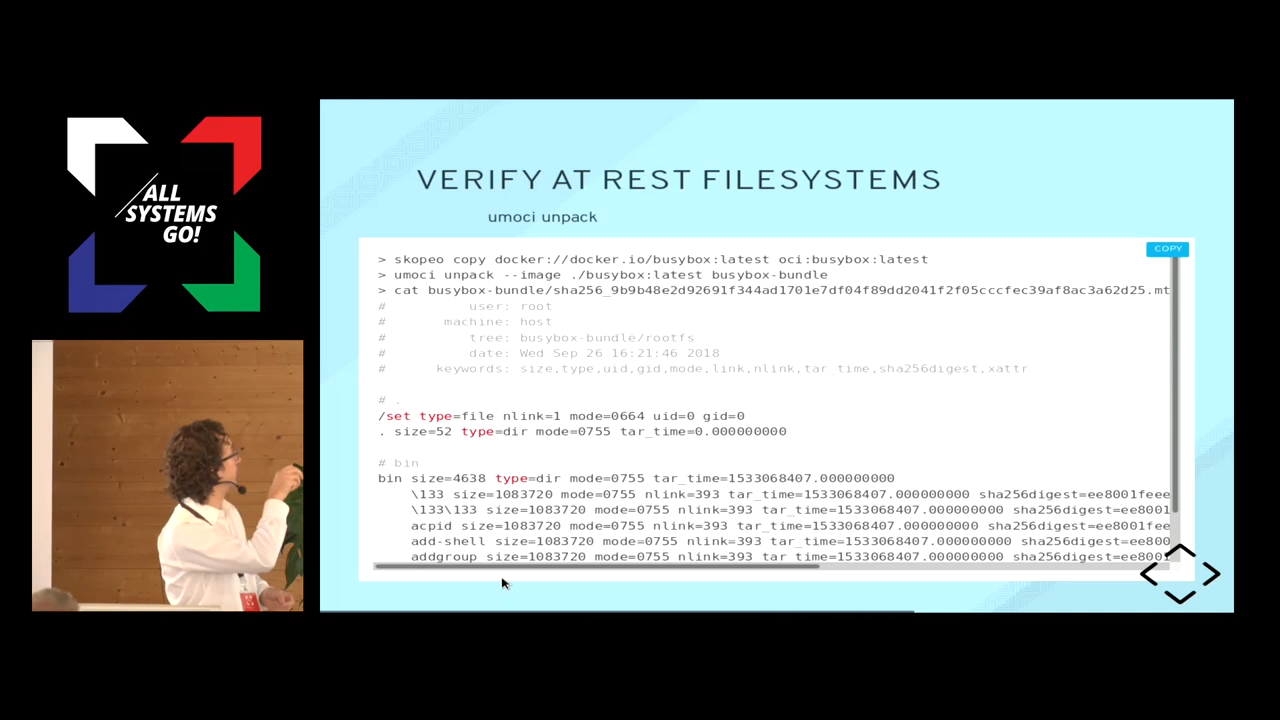 ALL
SYSTEMS
GO!
VERIFY AT REST FILESYSTEMS
umoci unpack
COPY
> skopeo copy docker://docker.io/busybox:latest oci:busybox:latest
> umoci unpack --image ./busybox:latest busybox-bundle
> cat busybox-bundle/sha256_9b9b48e2d92691f344ad1701e7df04f89dd2041f2f05cccfec39af8ac3a62d25.mt
# user: root
# machine: host
# tree: busybox-bundle/rootfs
# date: Wed Sep 26 16:21:46 2018
# keywords: size,type,uid,gid,mode,link,nlink,tar_time,sha256digest,xattr
# .
/set type=file nlink=1 mode=0664 uid=0 gid=0
. size=52 type=dir mode=0755 tar_time=0.000000000
# bin
bin size=4638 type=dir mode=0755 tar_time=1533068407.000000000
\133 size=1083720 mode=0755 nlink=393 tar_time=1533068407.000000000 sha256digest=ee8001feee
\133\133 size=1083720 mode=0755 nlink=393 tar_time=1533068407.000000000 sha256digest=ee8001
acpid size=1083720 mode=0755 nlink=393 tar_time=1533068407.000000000 sha256digest=ee8001fee
add-shell size=1083720 mode=0755 nlink=393 tar_time=1533068407.000000000 sha256digest=ee800
addgroup size=1083720 mode=0755 nlink=393 tar_time=1533068407.000000000 sha256digest=ee8001